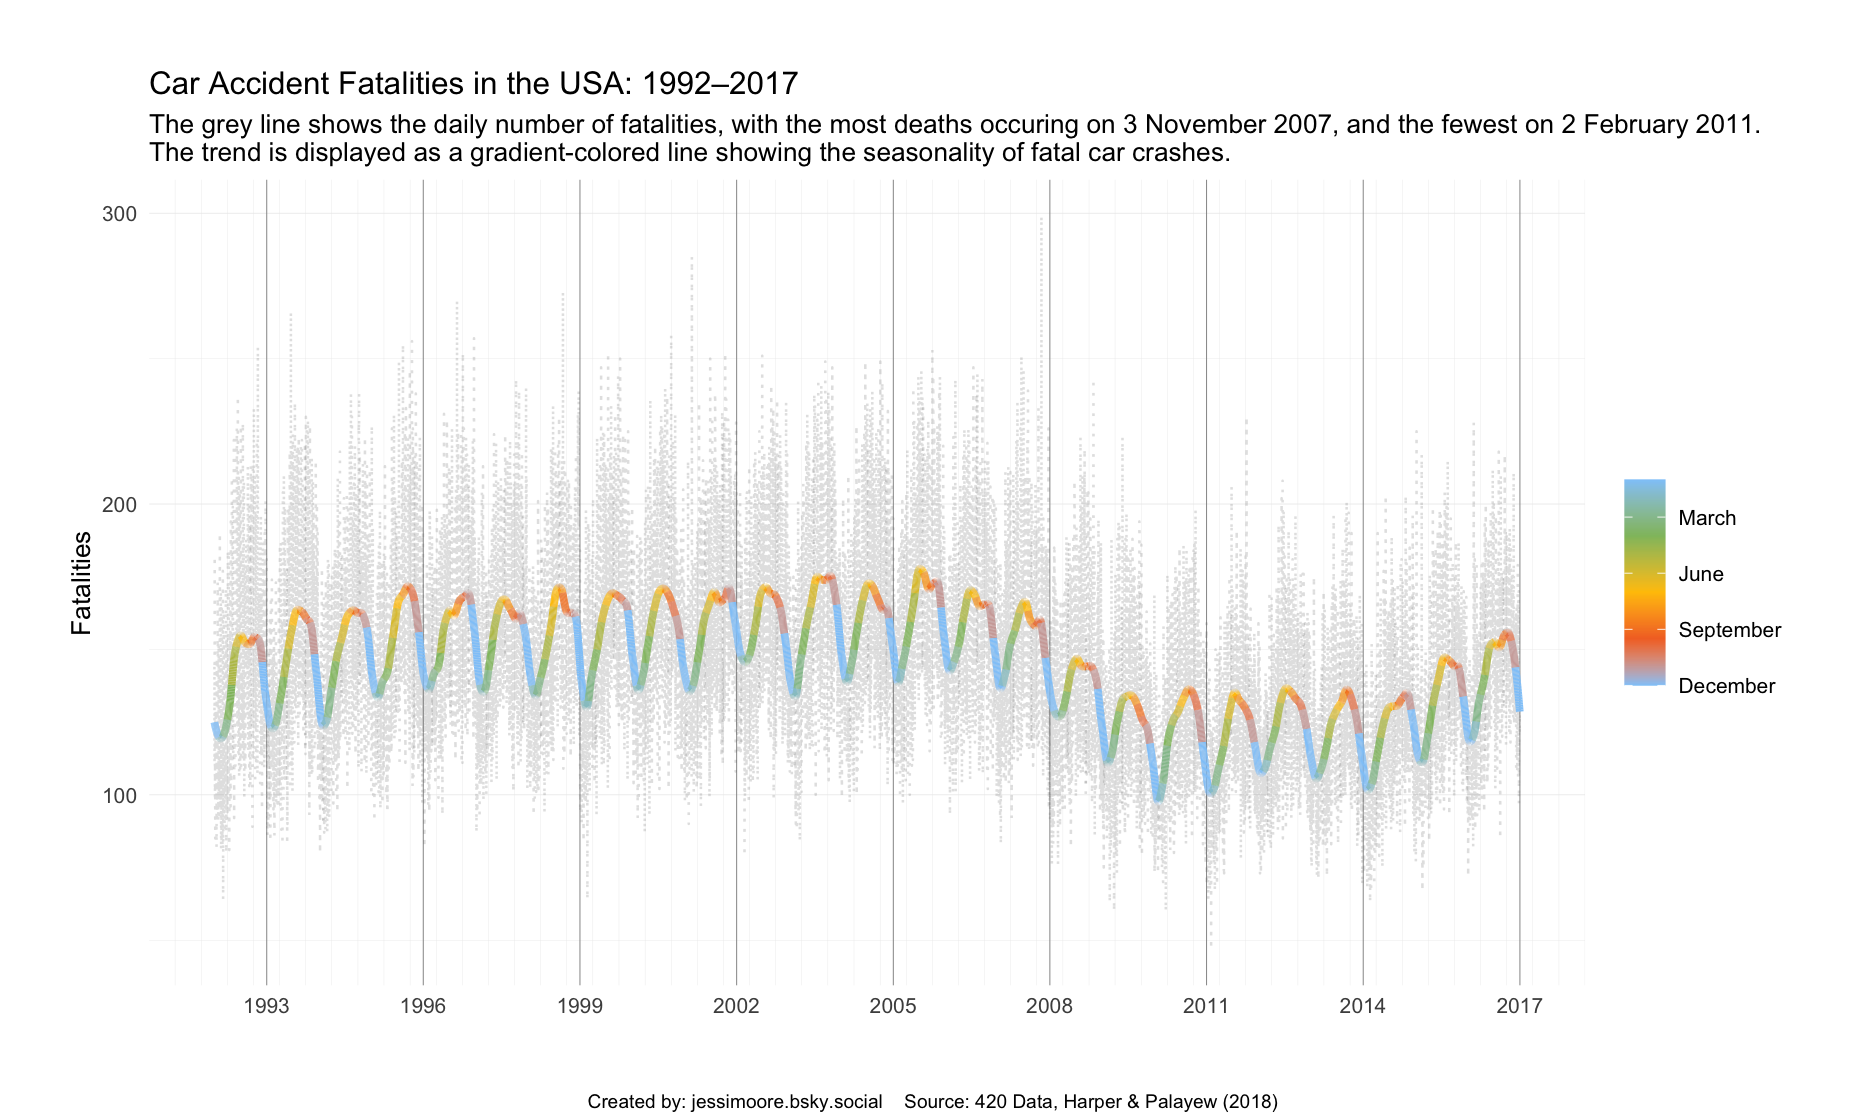 Car Accident Fatalities in the USA: 1992–2017
The grey line shows the daily number of fatalities, with the most deaths occuring on 3 November 2007, and the fewest on 2 February 2011.
The trend is displayed as a gradient-colored line showing the seasonality of fatal car crashes.
300
200
100
Fatalities
1993 1996 1999 2002 2005 2008 2011 2014 2017
March
June
September
December
Created by: jessimoore.bsky.social Source: 420 Data, Harper & Palayew (2018)